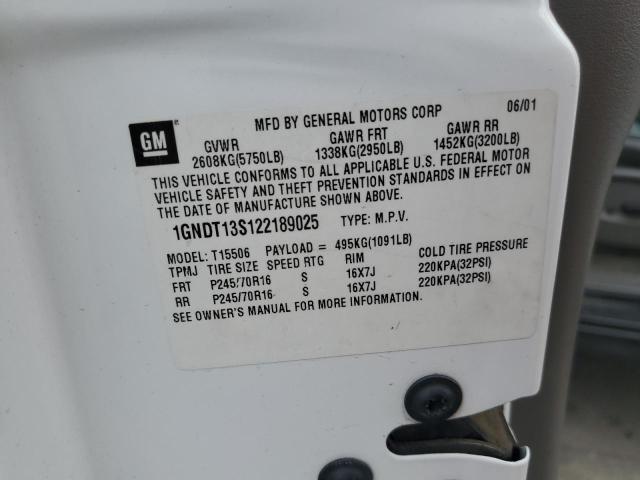 GM
MFD BY GENERAL MOTORS CORP 06/01
GVWR GAWR FRT GAWR RR
2608KG(5750LB) 1338KG(2950LB) 1452KG(3200LB)
THIS VEHICLE CONFORMS TO ALL APPLICABLE U.S. FEDERAL MOTOR
VEHICLE SAFETY AND THEFT PREVENTION STANDARDS IN EFFECT ON
THE DATE OF MANUFACTURE SHOWN ABOVE.
1GNDT13S122189025 TYPE: M.P.V.
MODEL: T15506 PAYLOAD = 495KG(1091LB)
TPMJ TIRE SIZE SPEED RTG RIM COLD TIRE PRESSURE
FRT P245/70R16 S 16X7J 220KPA(32PSI)
RR P245/70R16 S 16X7J 220KPA(32PSI)
SEE OWNER'S MANUAL FOR MORE INFORMATION.